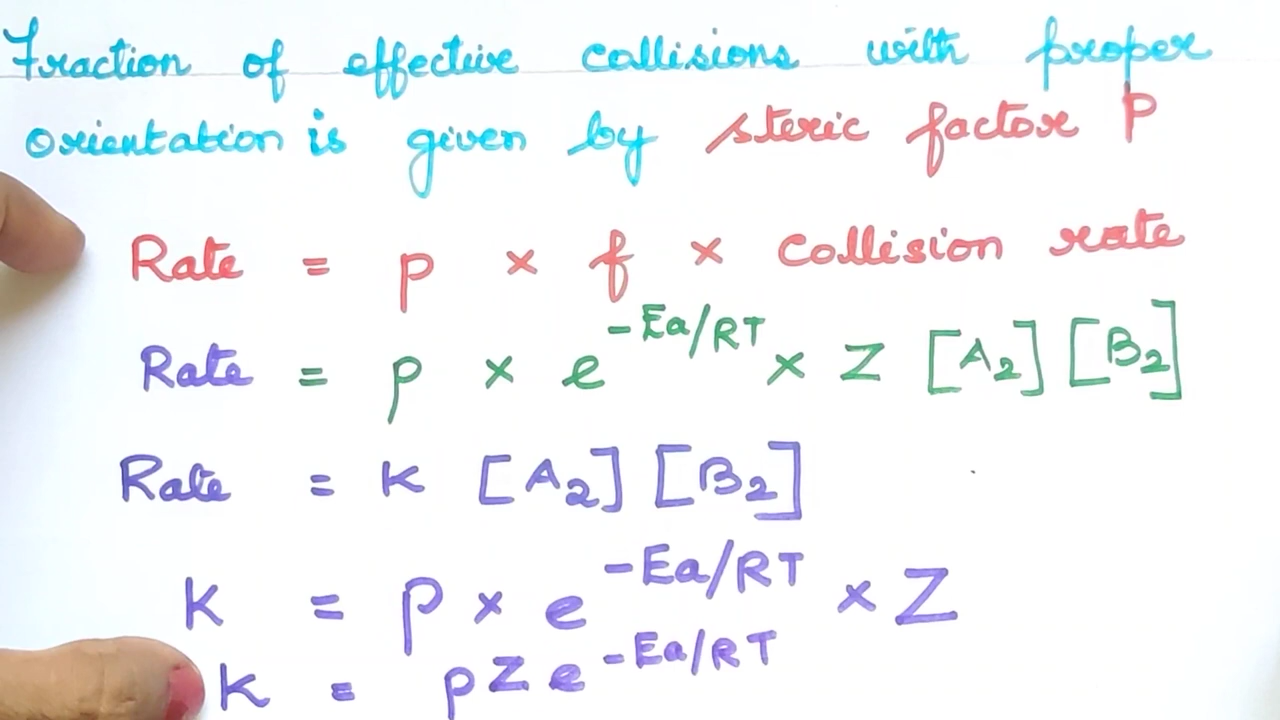 Fraction of effective collisions with proper
orientation is given by steric factor P
Rate = p × f × Collision rate
Rate = p × e^-Ea/RT × Z [A₂] [B₂]
Rate = K [A₂] [B₂]
K = p × e^-Ea/RT × Z
K = p Z e^-Ea/RT